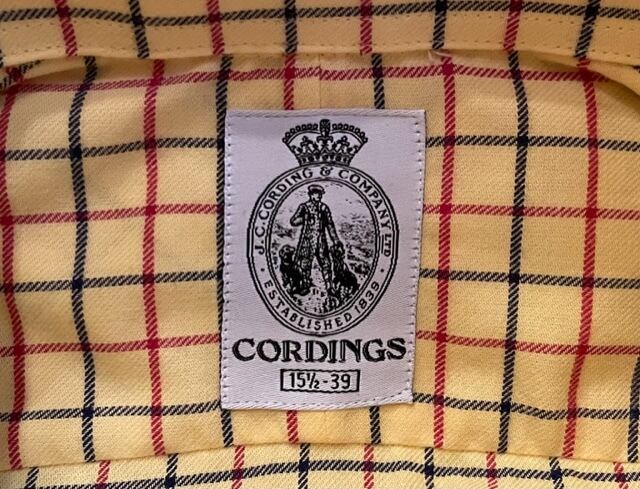 J.C. CORDING & COMPANY LTD
· ESTABLISHED 1839 ·
CORDINGS
15½-39